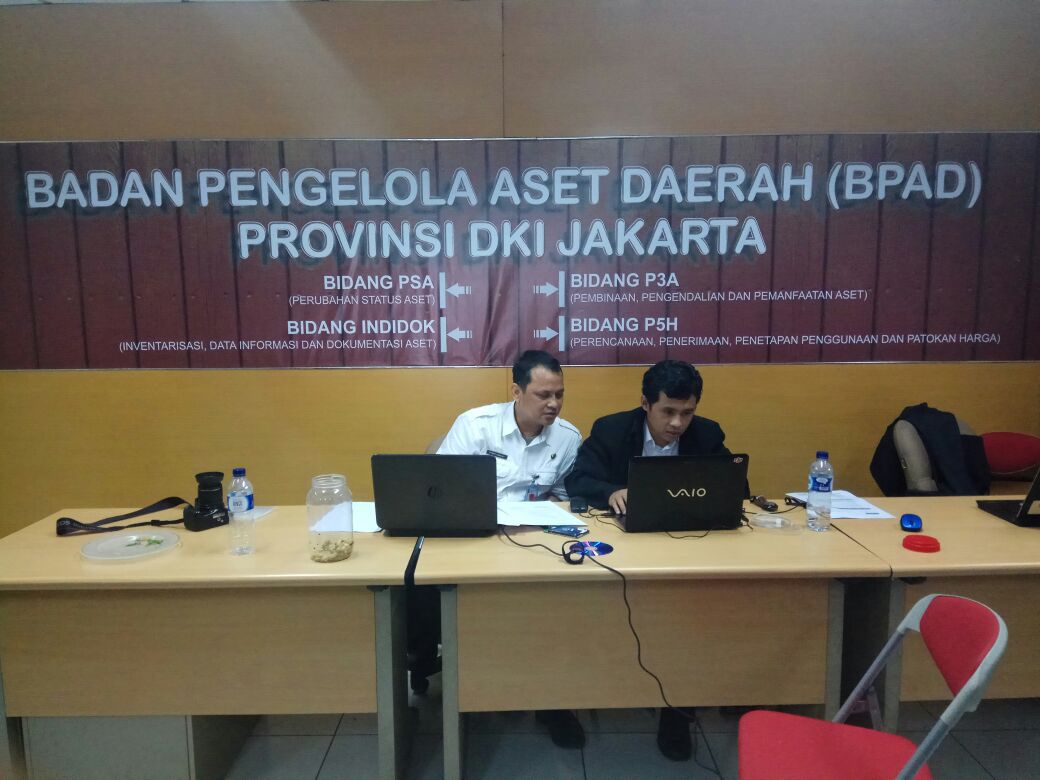 BADAN PENGELOLA ASET DAERAH (BPAD)
PROVINSI DKI JAKARTA
BIDANG PSA
(PERUBAHAN STATUS ASET)
BIDANG P3A
(PEMBINAAN, PENGENDALIAN DAN PEMANFAATAN ASET)
BIDANG INDIDOK
(INVENTARISASI, DATA INFORMASI DAN DOKUMENTASI ASET)
BIDANG P5H
(PERENCANAAN, PENERIMAAN, PENETAPAN PENGGUNAAN DAN PATOKAN HARGA)
hp
VAIO